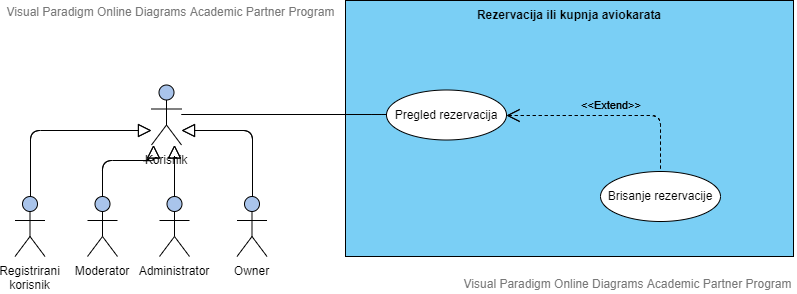 Visual Paradigm Online Diagrams Academic Partner Program
Rezervacija ili kupnja aviokarata
Pregled rezervacija
<<Extend>>
Korisnik
Brisanje rezervacije
Registrirani
korisnik
Moderator
Administrator
Owner
Visual Paradigm Online Diagrams Academic Partner Program